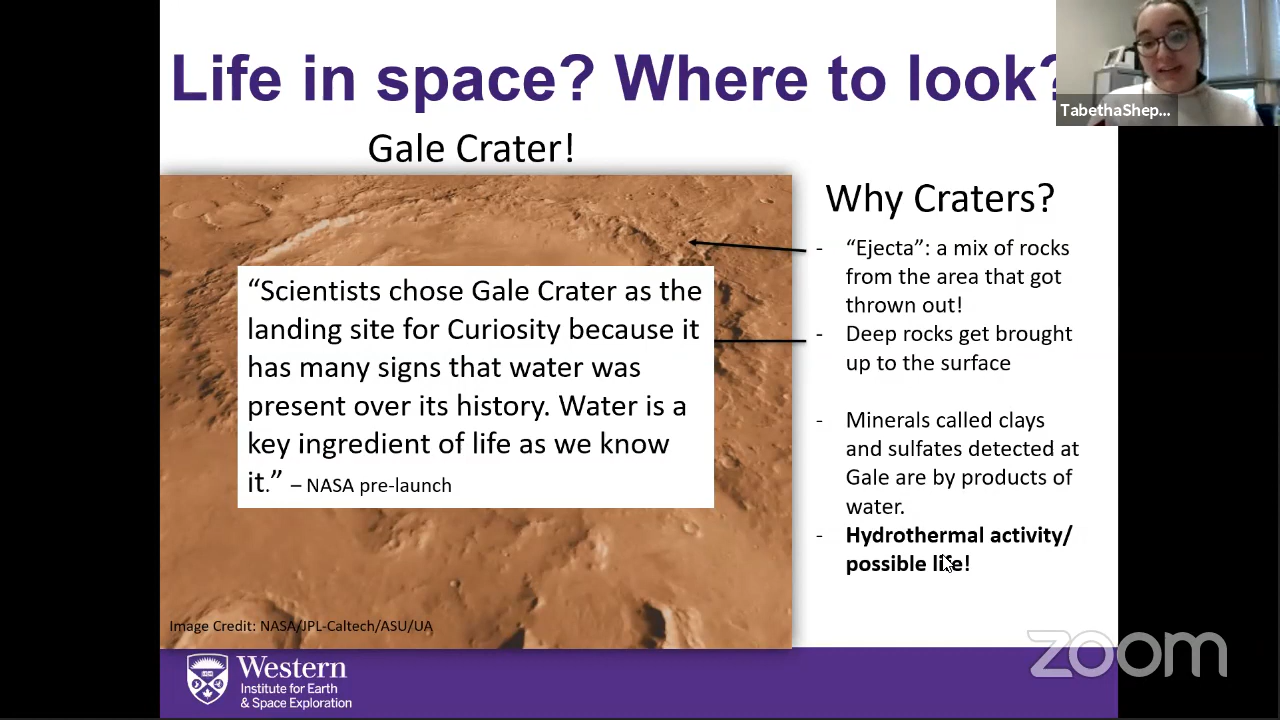 Life in space? Where to look?
TabethaShep...
Gale Crater!
Why Craters?
- “Ejecta”: a mix of rocks
from the area that got
thrown out!
- Deep rocks get brought
up to the surface
- Minerals called clays
and sulfates detected at
Gale are by products of
water.
- Hydrothermal activity/
possible life!
“Scientists chose Gale Crater as the
landing site for Curiosity because it
has many signs that water was
present over its history. Water is a
key ingredient of life as we know
it.” – NASA pre-launch
Image Credit: NASA/JPL-Caltech/ASU/UA
Western
Institute for Earth
& Space Exploration
zoom